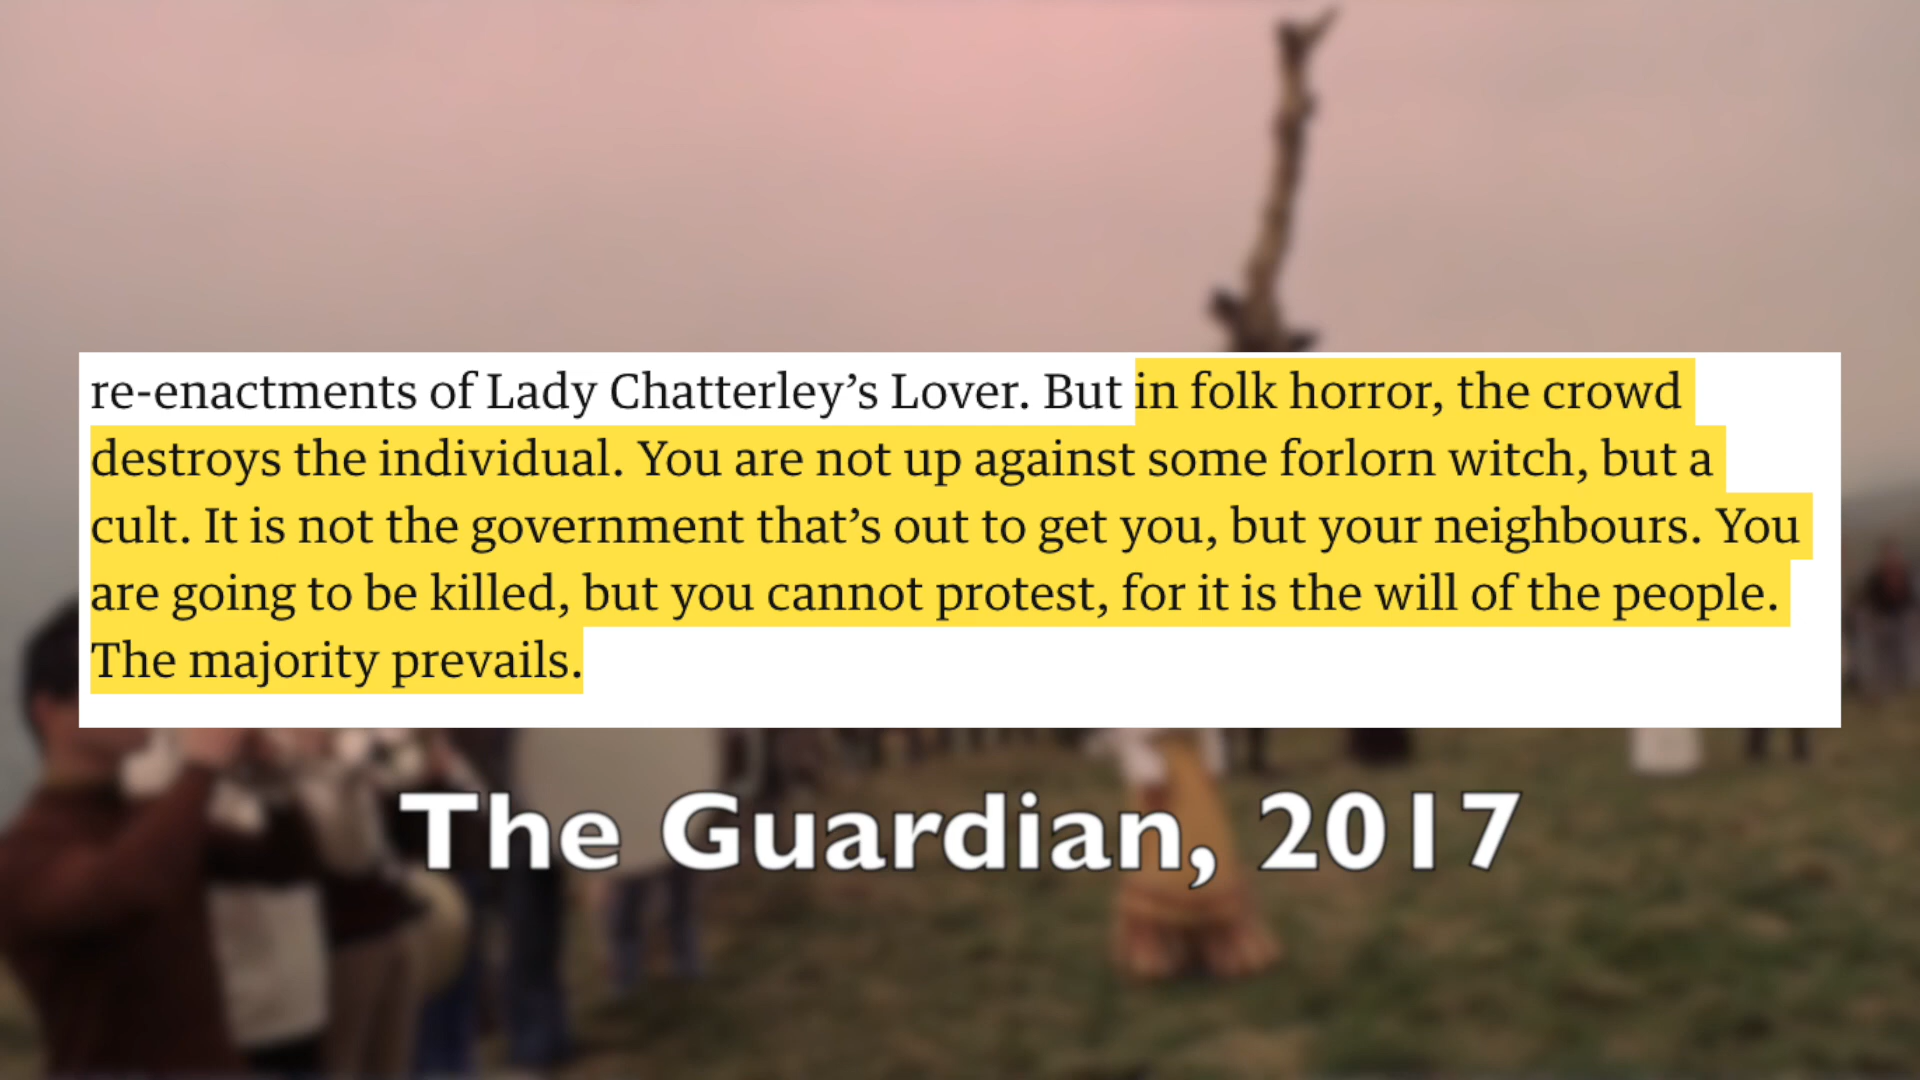 re-enactments of Lady Chatterley’s Lover. But in folk horror, the crowd
destroys the individual. You are not up against some forlorn witch, but a
cult. It is not the government that’s out to get you, but your neighbours. You
are going to be killed, but you cannot protest, for it is the will of the people.
The majority prevails.
The Guardian, 2017